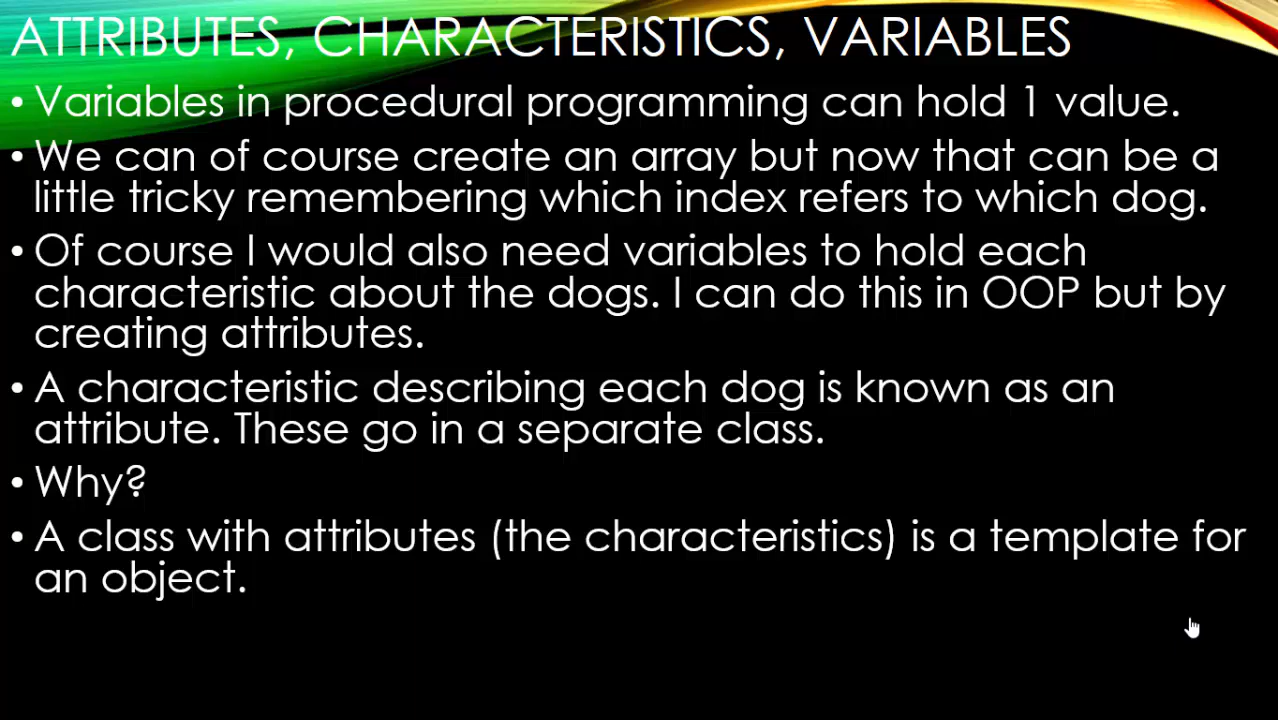 ATTRIBUTES, CHARACTERISTICS, VARIABLES
• Variables in procedural programming can hold 1 value.
• We can of course create an array but now that can be a
little tricky remembering which index refers to which dog.
• Of course I would also need variables to hold each
characteristic about the dogs. I can do this in OOP but by
creating attributes.
• A characteristic describing each dog is known as an
attribute. These go in a separate class.
• Why?
• A class with attributes (the characteristics) is a template for
an object.